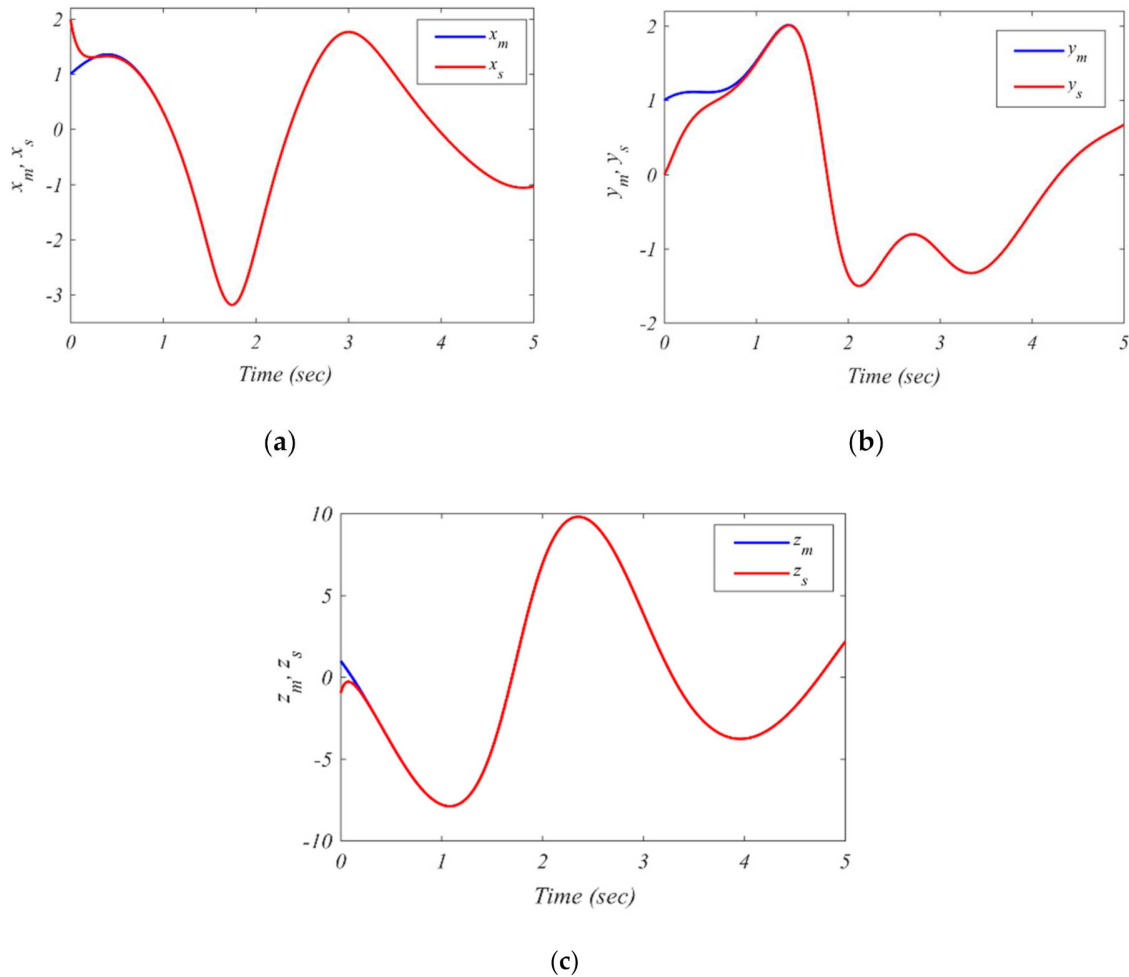 2
1
0
-1
-2
-3
x_m, x_s
x_m
x_s
0 1 2 3 4 5
Time (sec)
(a)
2
1
0
-1
-2
y_m, y_s
y_m
y_s
0 1 2 3 4 5
Time (sec)
(b)
10
5
0
-5
-10
z_m, z_s
z_m
z_s
0 1 2 3 4 5
Time (sec)
(c)